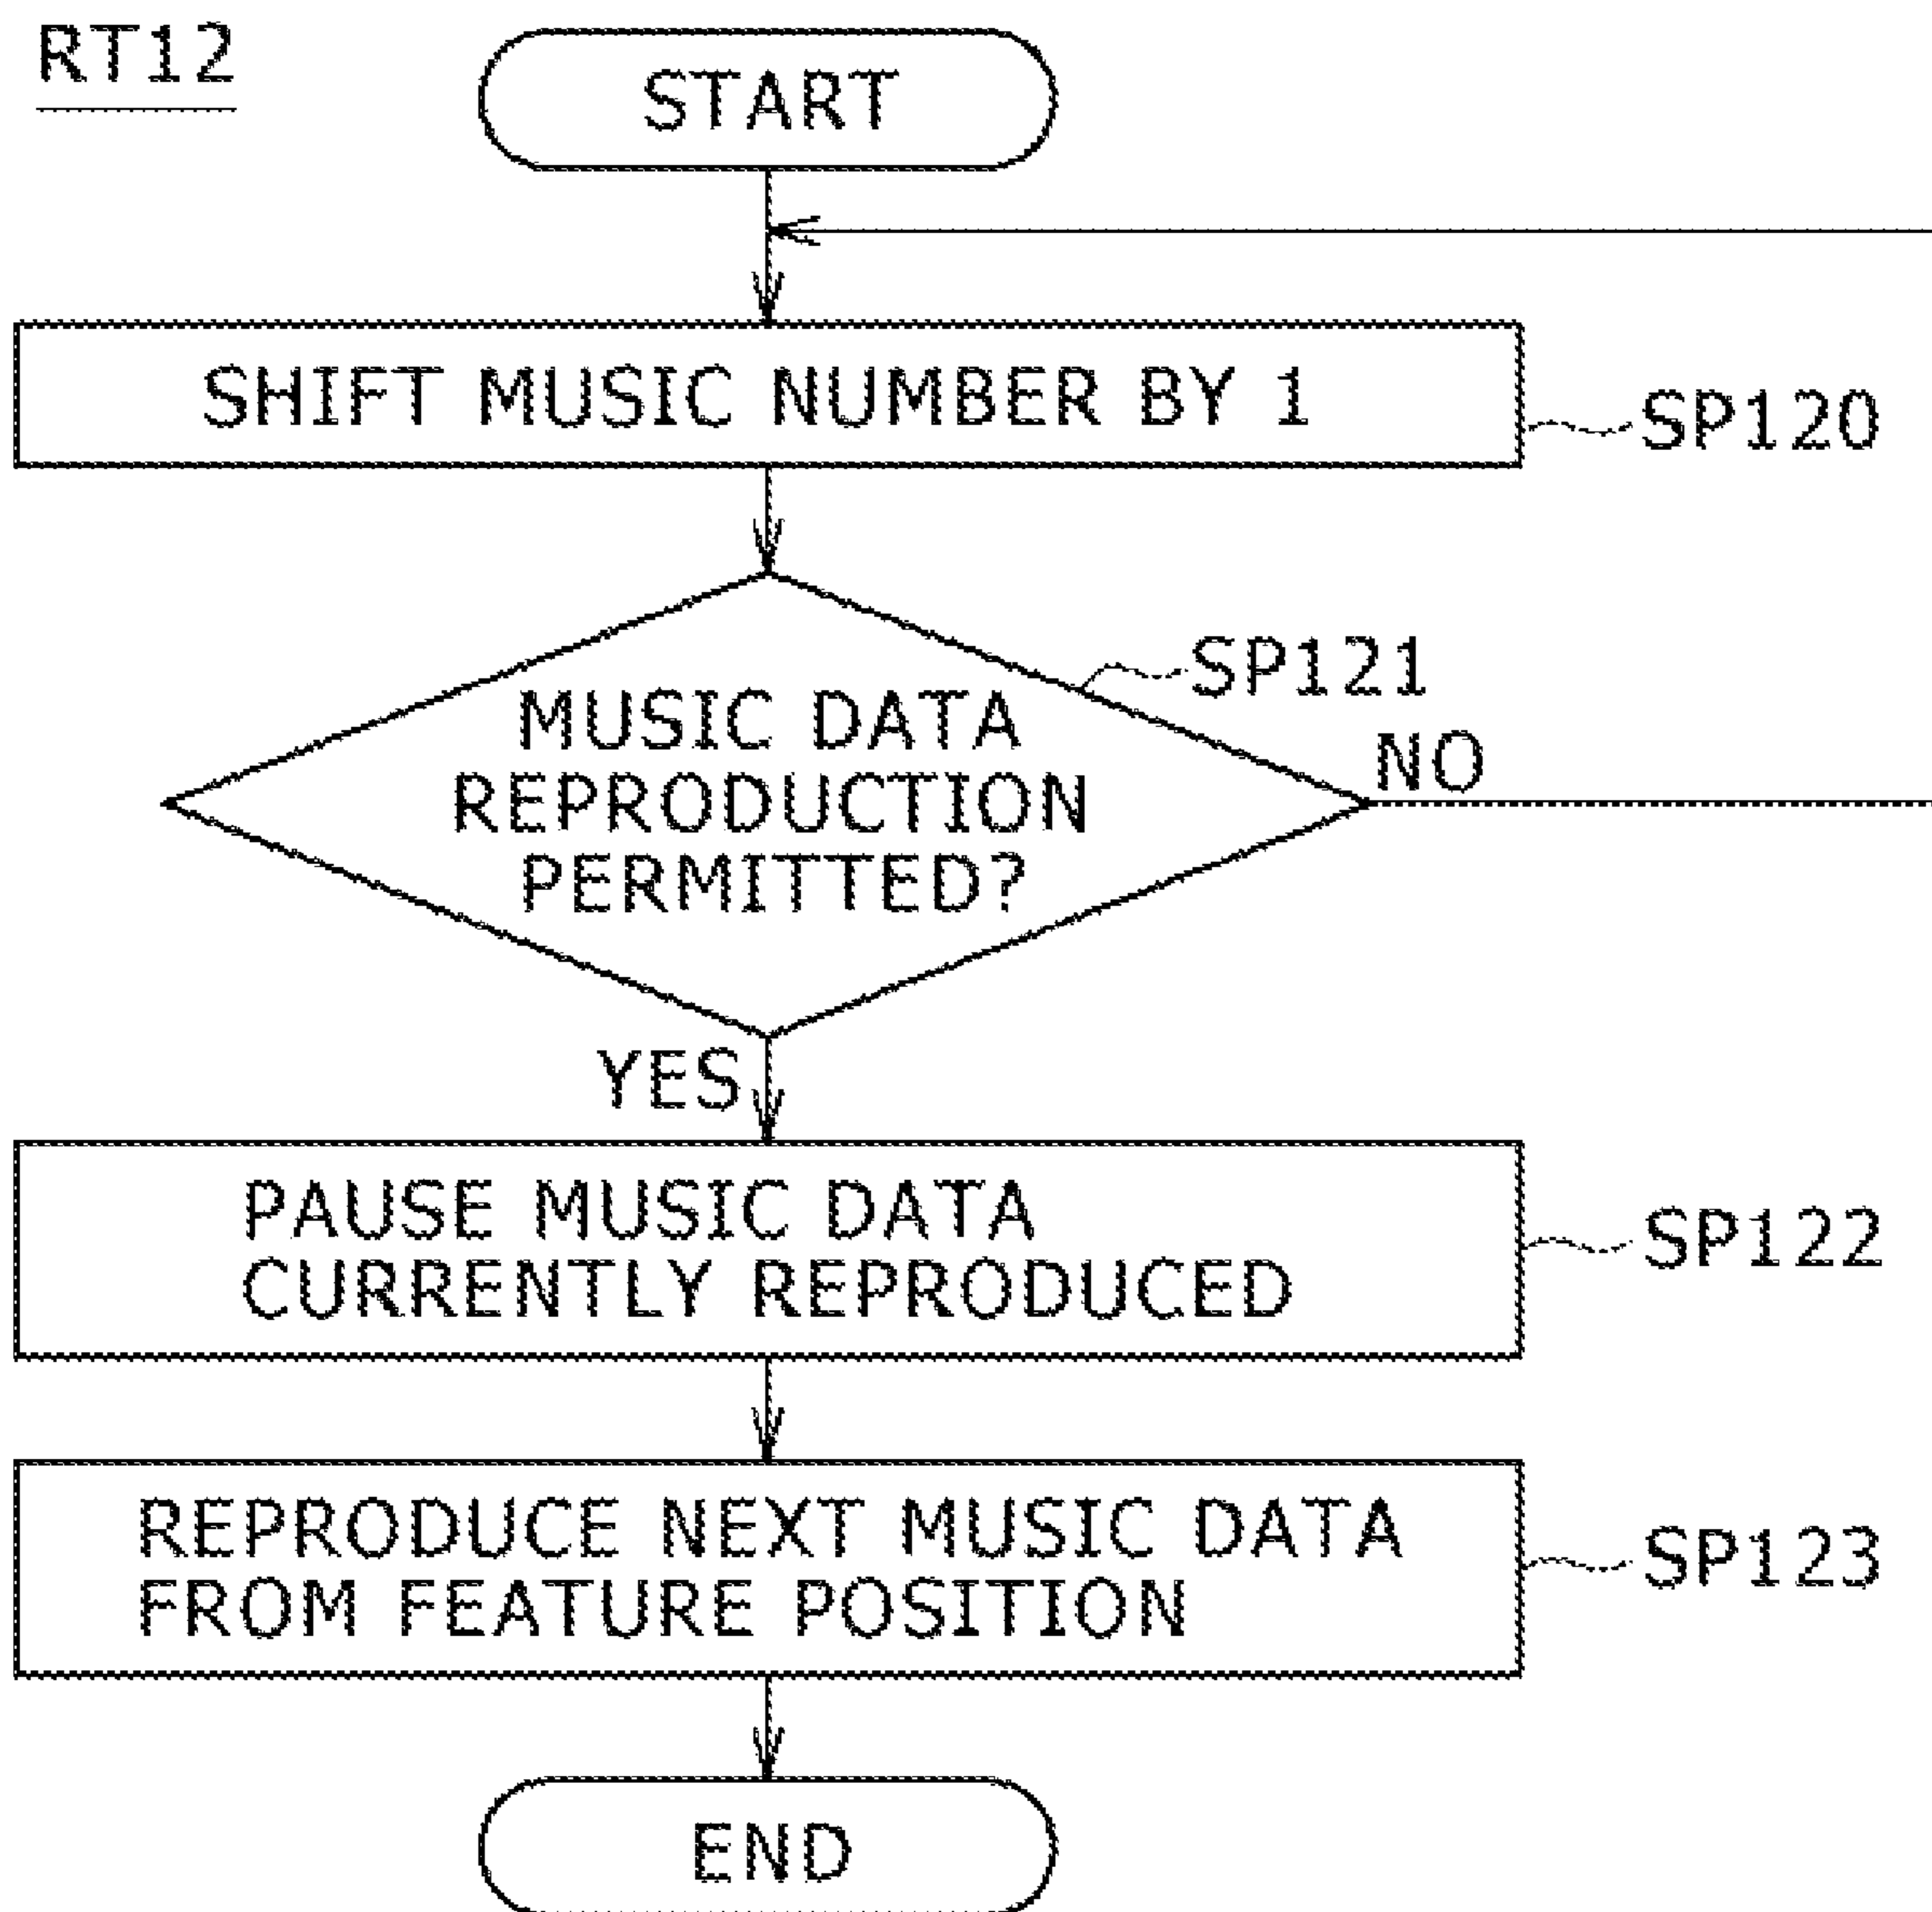 RT12
START
SHIFT MUSIC NUMBER BY 1
SP120
SP121
MUSIC DATA
REPRODUCTION
PERMITTED?
NO
YES
PAUSE MUSIC DATA
CURRENTLY REPRODUCED
SP122
REPRODUCE NEXT MUSIC DATA
FROM FEATURE POSITION
SP123
END